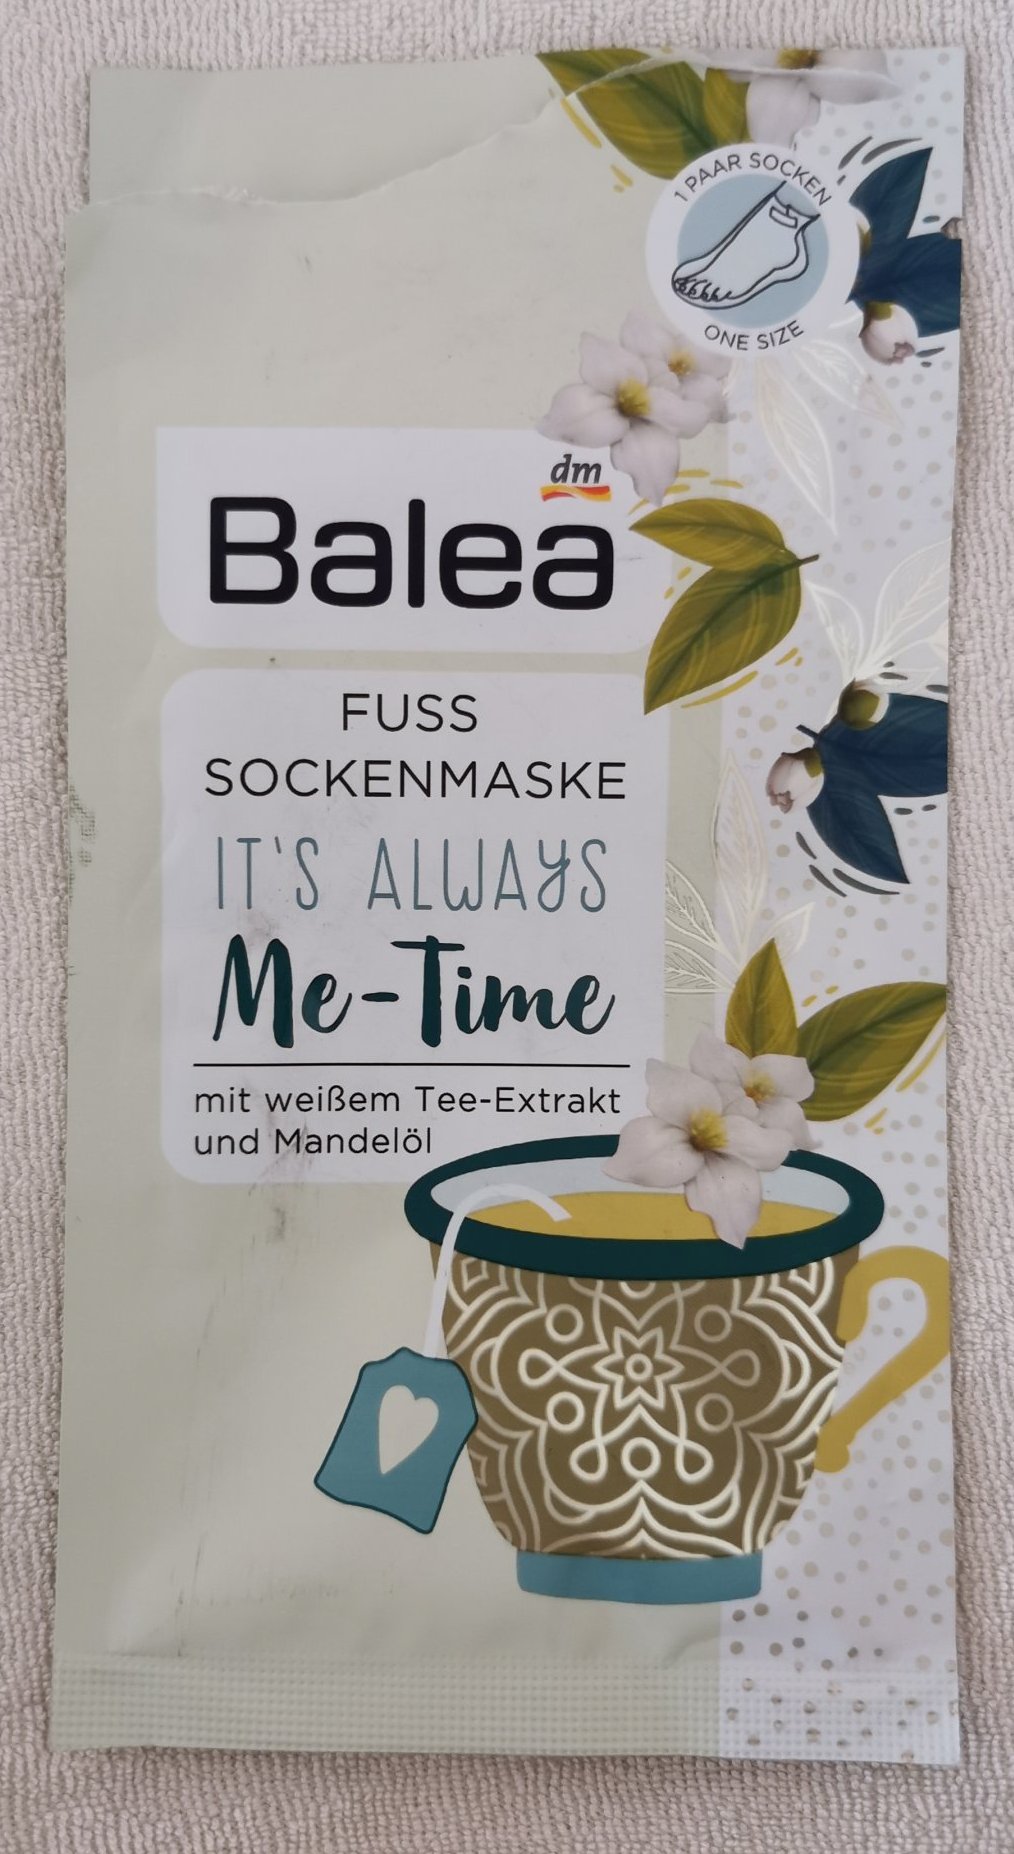 1 PAAR SOCKEN
ONE SIZE
dm
Balea
FUSS
SOCKENMASKE
IT'S ALWAYS
Me-Time
mit weißem Tee-Extrakt
und Mandelöl